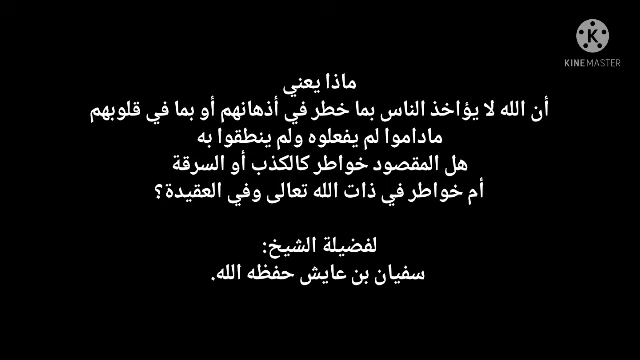 K
KINEMASTER
ماذا يعني
أن الله لا يؤاخذ الناس بما خطر في أذهانهم أو بما في قلوبهم
ماداموا لم يفعلوه ولم ينطقوا به
هل المقصود خواطر كالكذب أو السرقة
أم خواطر في ذات الله تعالى وفي العقيدة؟
لفضيلة الشيخ:
سفيان بن عايش حفظه الله.